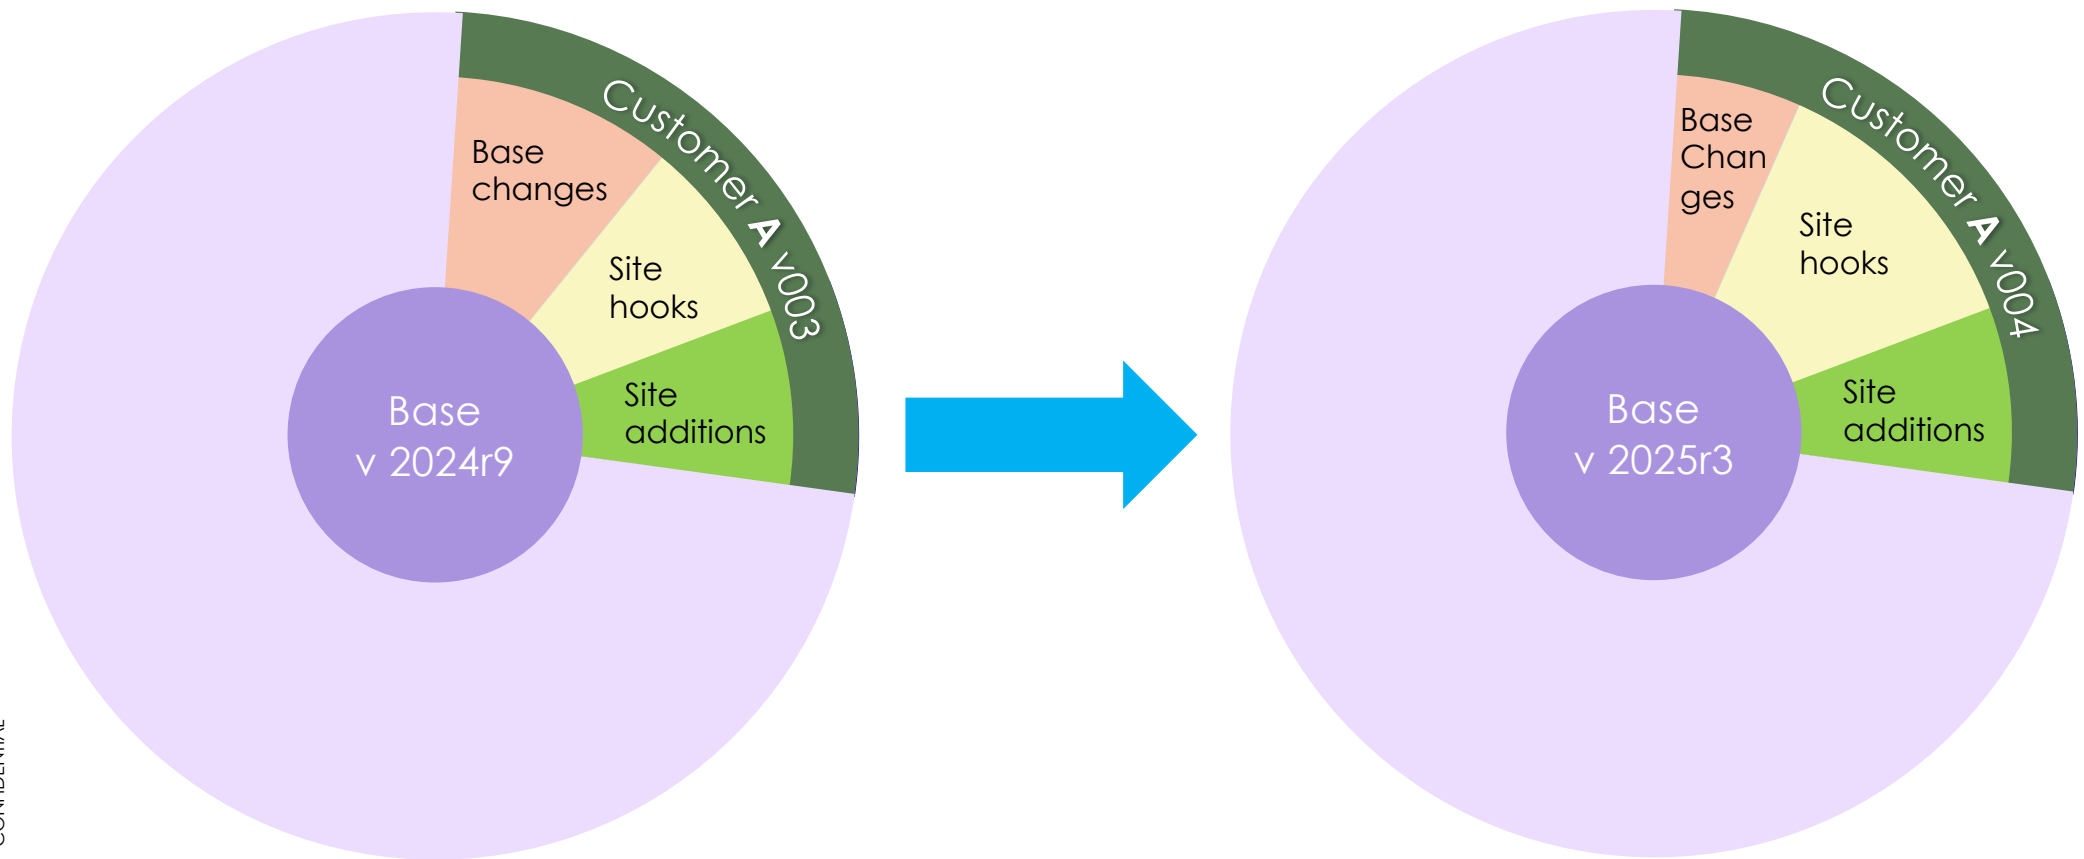 Customer A v003
Base
changes
Site
hooks
Site
additions
Base
v 2024r9
Customer A v004
Base
Chan
ges
Site
hooks
Site
additions
Base
v 2025r3
CONFIDENTIAL